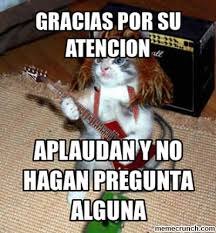 GRACIAS POR SU
ATENCION
APLAUDAN Y NO
HAGAN PREGUNTA
ALGUNA
memecrunch.com